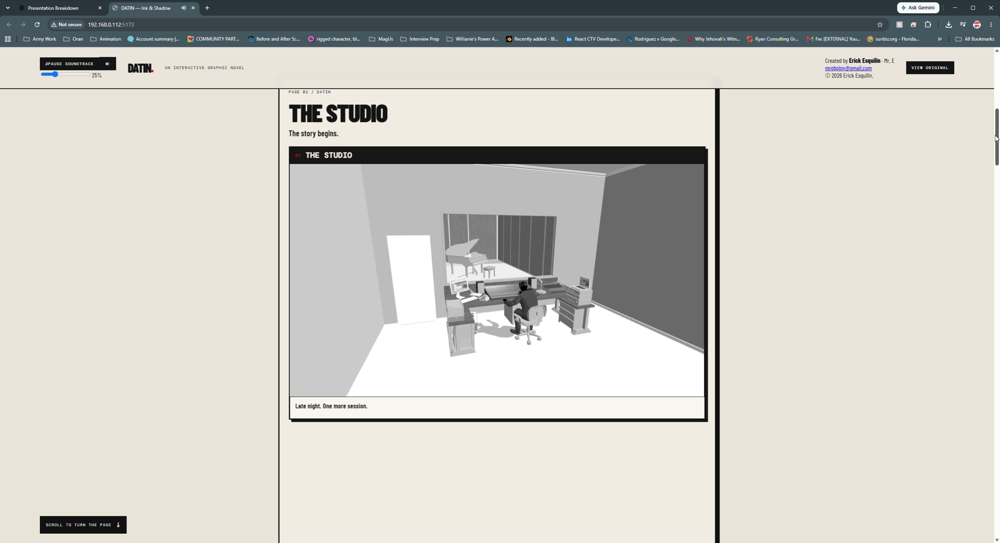 Presentation Breakdown
DATIN — Ink & Shadow
Ask Gemini
Not secure
192.168.0.112:5173
Army Work
Oran
Animation
Account summary |...
COMMUNITY PART...
Before and After Sc...
rigged character, bl...
MagUs
Interview Prep
Willianie's Power A...
Recently added - Bl...
React CTV Develope...
Rodriguez v Google...
Why Jehovah's Witn...
Ryan Consulting Gr...
Fw: [EXTERNAL] You...
sunbiz.org - Florida...
All Bookmarks
♫PAUSE SOUNDTRACK
25%
DATIN.
AN INTERACTIVE GRAPHIC NOVEL
Created by Erick Esquilin · Mr. E
mrgbpjpy@gmail.com
© 2026 Erick Esquilin.
VIEW ORIGINAL
PAGE 02 / DATIN
THE STUDIO
The story begins.
01 THE STUDIO
Late night. One more session.
SCROLL TO TURN THE PAGE ↓